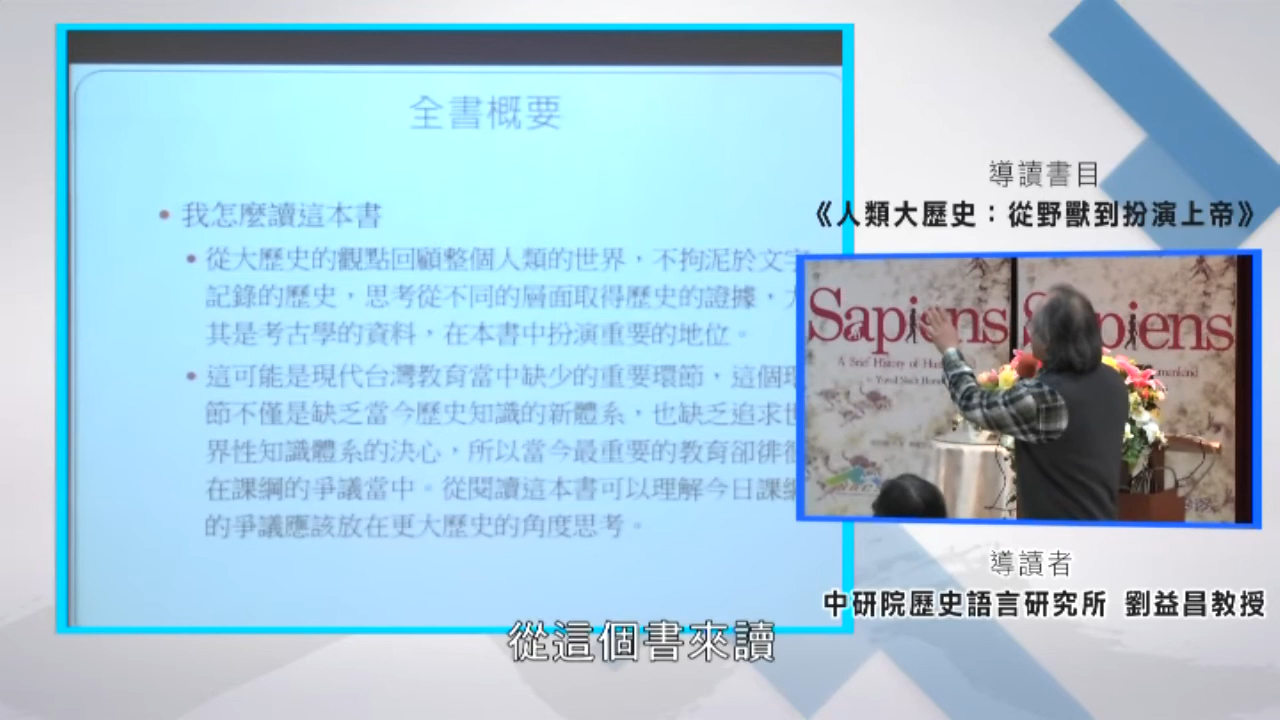 全書概要
• 我怎麼讀這本書
• 從大歷史的觀點回顧整個人類的世界，不拘泥於文字
記錄的歷史，思考從不同的層面取得歷史的證據，
其是考古學的資料，在本書中扮演重要的地位。
• 這可能是現代台灣教育當中缺少的重要環節，這個環
節不僅是缺乏當今歷史知識的新體系，也缺乏追求世
界性知識體系的決心，所以當今最重要的教育卻徘徊
在課綱的爭議當中。從閱讀這本書可以理解今日課綱
的爭議應該放在更大歷史的角度思考。
導讀書目
《人類大歷史：從野獸到扮演上帝》
Sapiens
A Brief History of
Sapiens
導讀者
中研院歷史語言研究所 劉益昌教授
從這個書來讀